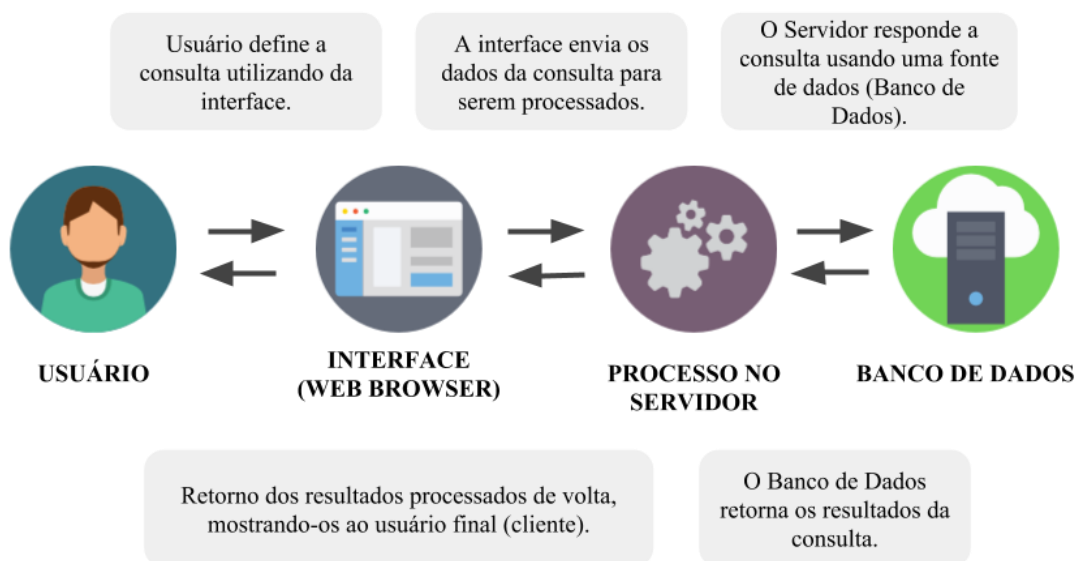 Usuário define a
consulta utilizando da
interface.
A interface envia os
dados da consulta para
serem processados.
O Servidor responde a
consulta usando uma fonte
de dados (Banco de
Dados).
USUÁRIO
INTERFACE
(WEB BROWSER)
PROCESSO NO
SERVIDOR
BANCO DE DADOS
Retorno dos resultados processados de volta,
mostrando-os ao usuário final (cliente).
O Banco de Dados
retorna os resultados da
consulta.